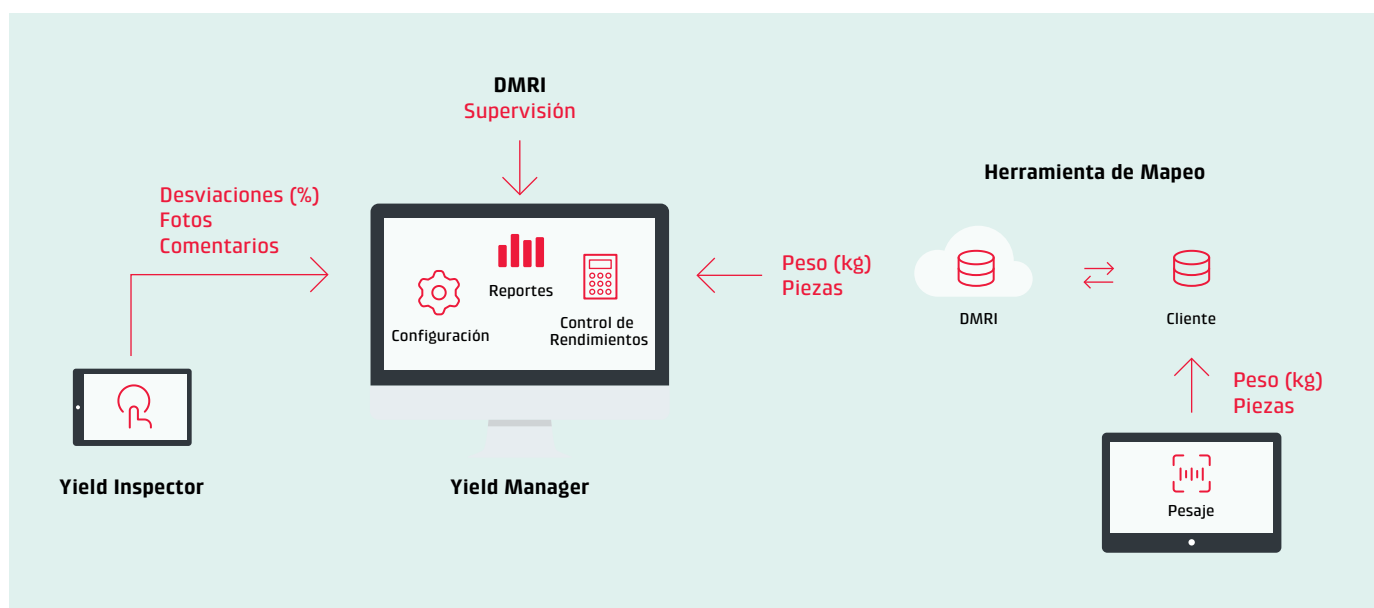 DMRI
Supervisión
Herramienta de Mapeo
Desviaciones (%)
Fotos
Comentarios
Reportes
Configuración
Control de
Rendimientos
Peso (kg)
Piezas
DMRI
Cliente
Peso (kg)
Piezas
Pesaje
Yield Inspector
Yield Manager